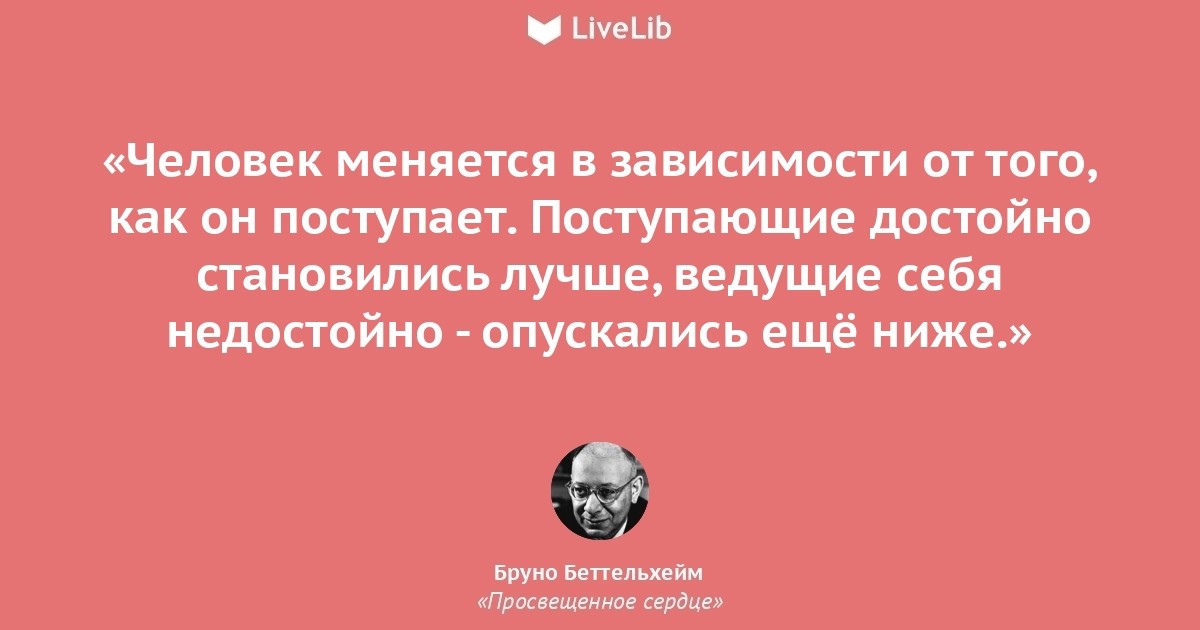 LiveLib
«Человек меняется в зависимости от того,
как он поступает. Поступающие достойно
становились лучше, ведущие себя
недостойно - опускались ещё ниже.»
Бруно Беттельхейм
«Просвещенное сердце»